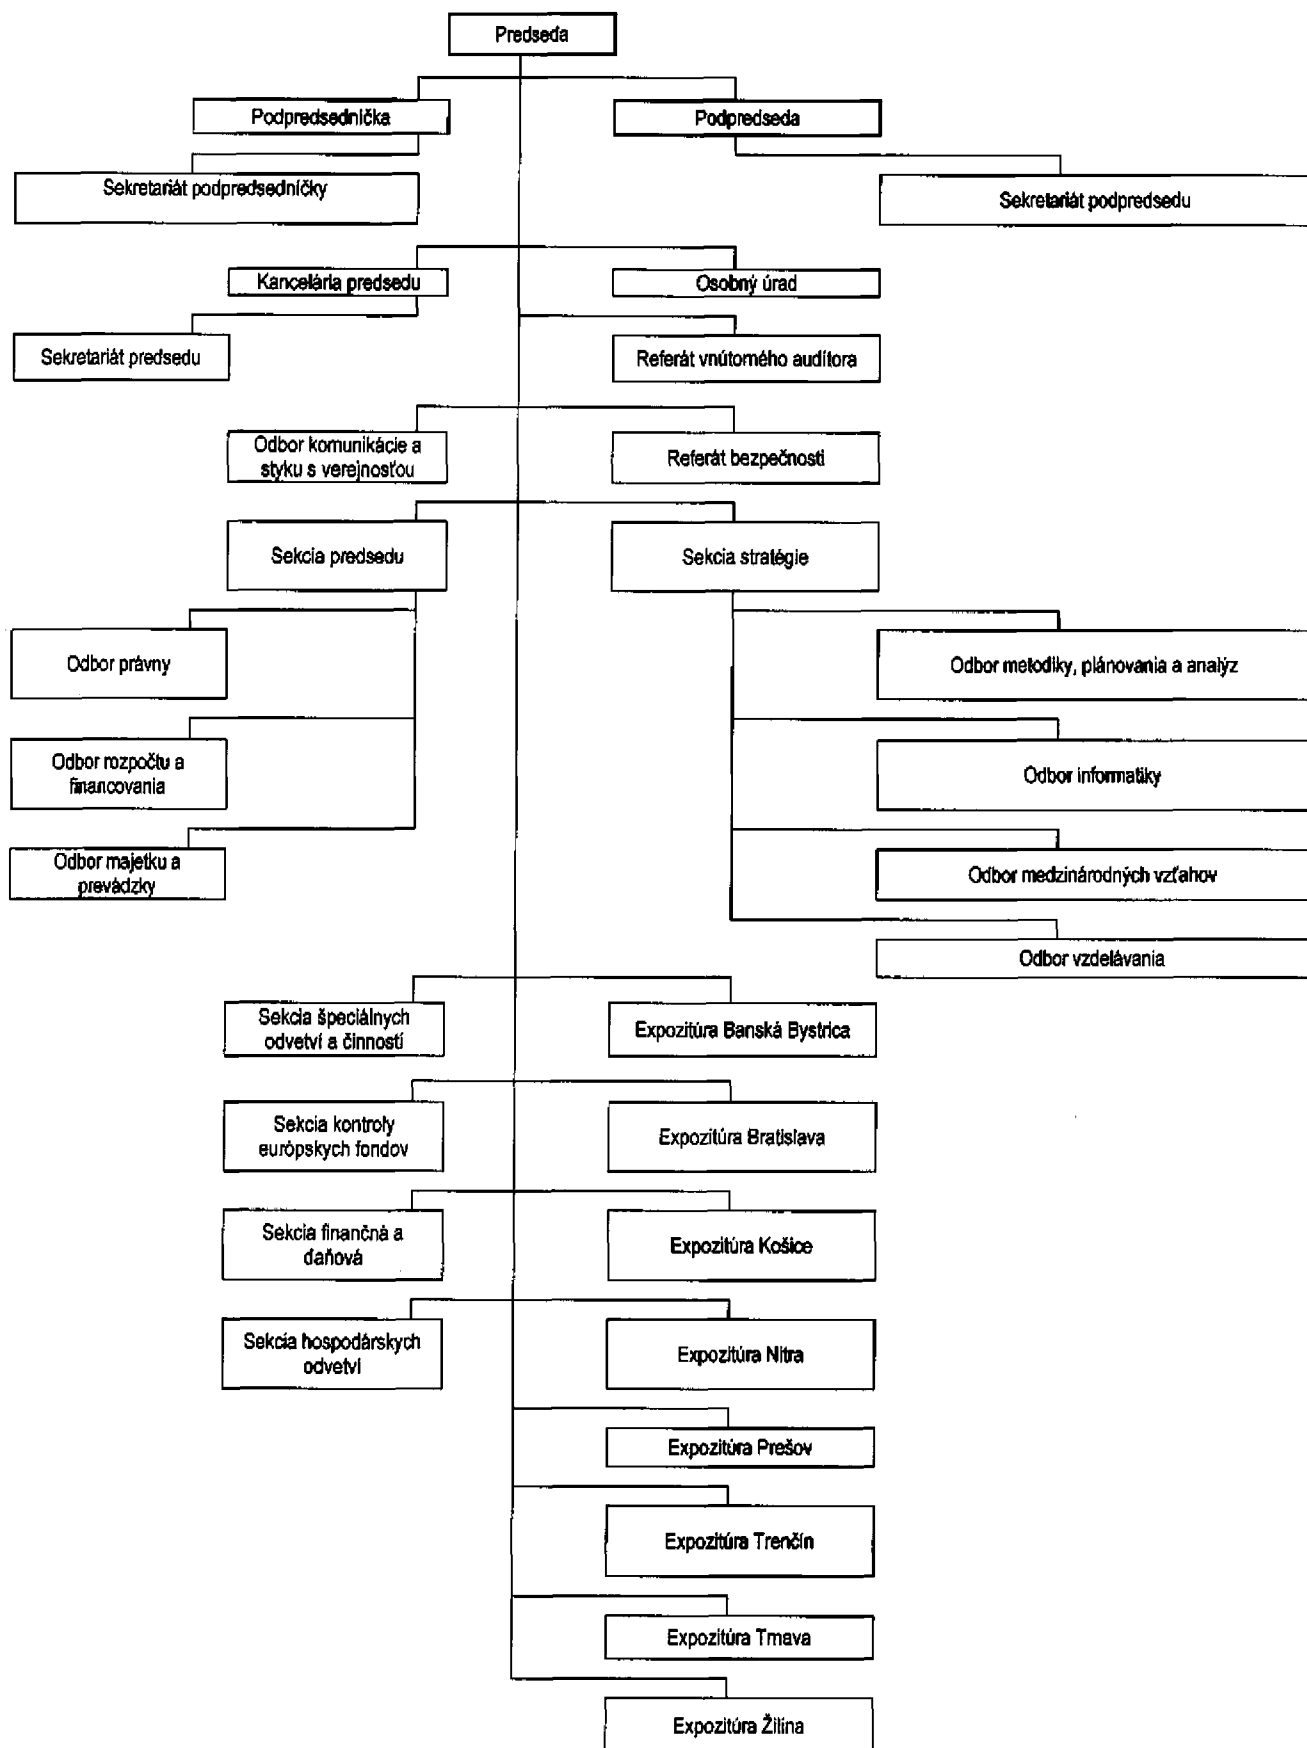 Predseda
Podpredsedníčka
Podpredseda
Sekretariát podpredsedníčky
Sekretariát podpredsedu
Kancelária predsedu
Osobný úrad
Sekretariát predsedu
Referát vnútorného audítora
Odbor komunikácie a
styku s verejnosťou
Referát bezpečnosti
Sekcia predsedu
Sekcia stratégie
Odbor právny
Odbor metodiky, plánovania a analýz
Odbor rozpočtu a
financovania
Odbor informatiky
Odbor majetku a
prevádzky
Odbor medzinárodných vzťahov
Odbor vzdelávania
Sekcia špeciálnych
odvetví a činností
Expozitúra Banská Bystrica
Sekcia kontroly
európskych fondov
Expozitúra Bratislava
Sekcia finančná a
daňová
Expozitúra Košice
Sekcia hospodárskych
odvetví
Expozitúra Nitra
Expozitúra Prešov
Expozitúra Trenčín
Expozitúra Trnava
Expozitúra Žilina